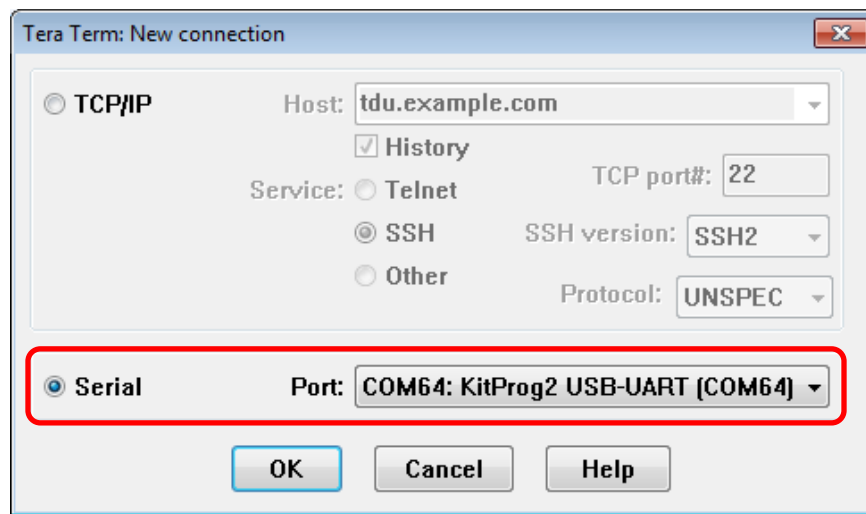 Tera Term: New connection
TCP/IP Host: tdu.example.com
History
Service: Telnet TCP port#: 22
SSH SSH version: SSH2
Other Protocol: UNSPEC
Serial Port: COM64: KitProg2 USB-UART (COM64)
OK Cancel Help